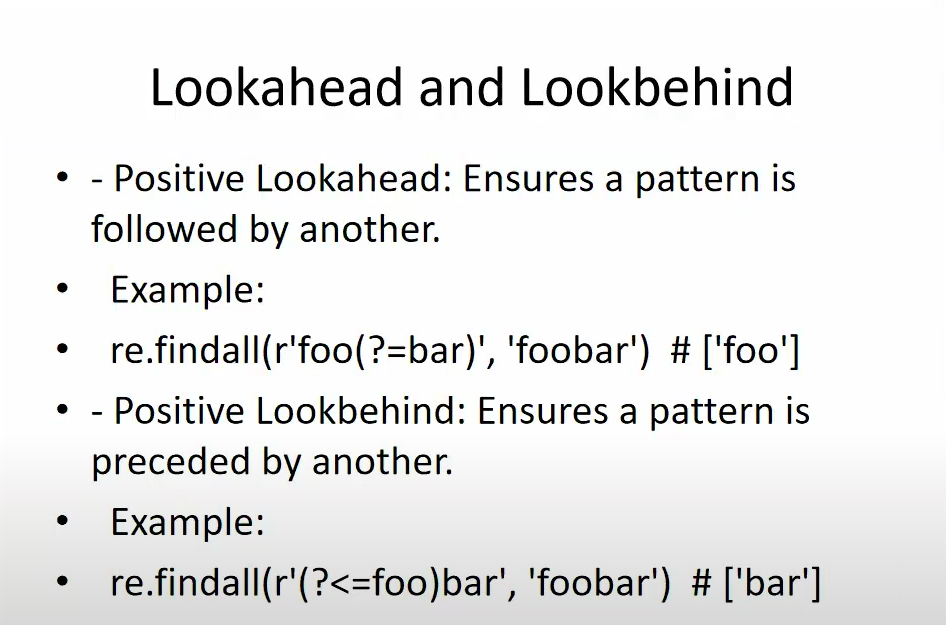 Lookahead and Lookbehind
• - Positive Lookahead: Ensures a pattern is
followed by another.
• Example:
• re.findall(r'foo(?=bar)', 'foobar')  # ['foo']
• - Positive Lookbehind: Ensures a pattern is
preceded by another.
• Example:
• re.findall(r'(?<=foo)bar', 'foobar')  # ['bar']